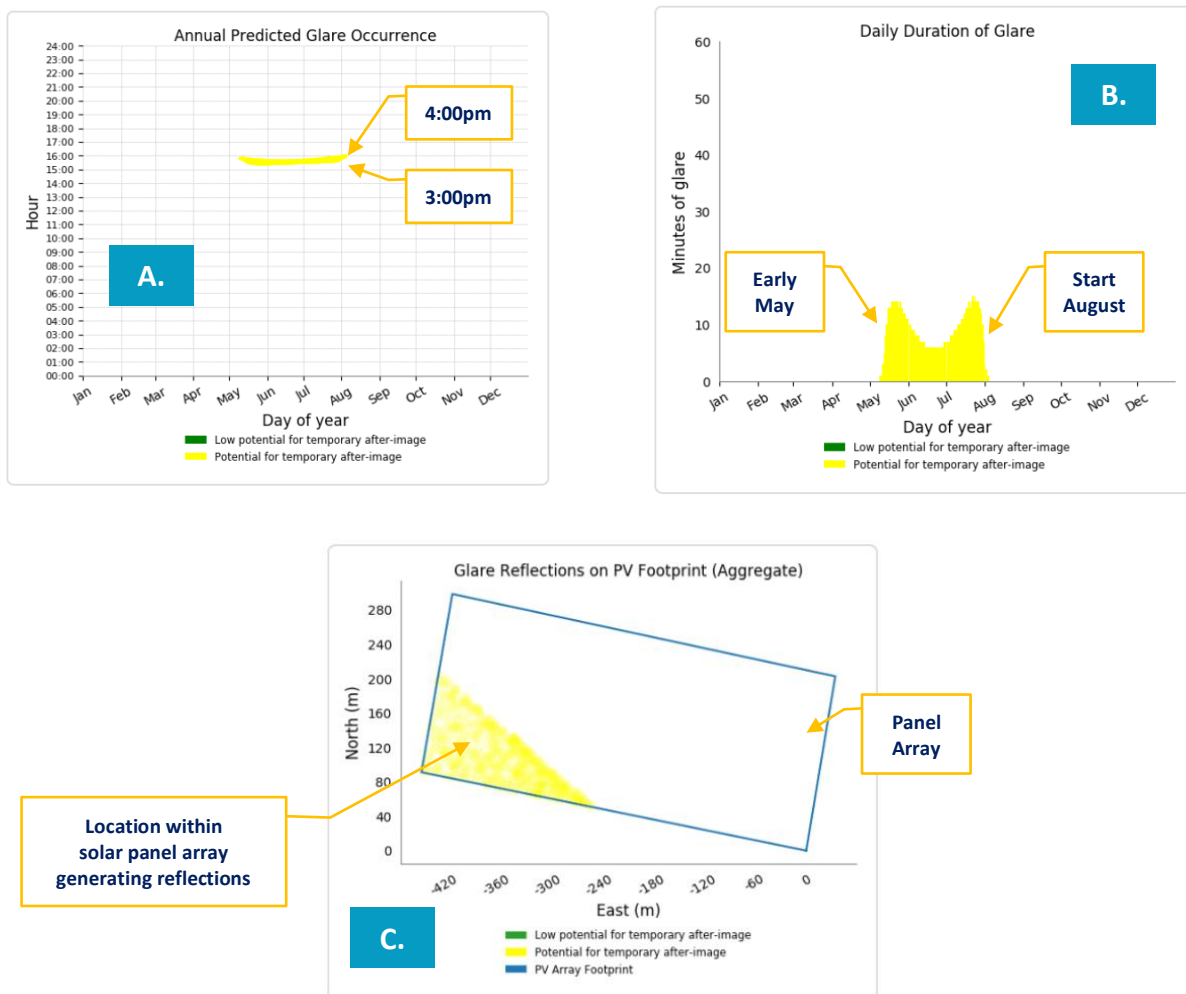 Annual Predicted Glare Occurrence
24:00
23:00
22:00
21:00
20:00
19:00
18:00
17:00
16:00
15:00
14:00
13:00
12:00
11:00
10:00
09:00
08:00
07:00
06:00
05:00
04:00
03:00
02:00
01:00
00:00
Hour
4:00pm
3:00pm
A.
Jan Feb Mar Apr May Jun Jul Aug Sep Oct Nov Dec
Day of year
Low potential for temporary after-image
Potential for temporary after-image
Daily Duration of Glare
60
50
40
30
20
10
0
Minutes of glare
B.
Early
May
Start
August
Jan Feb Mar Apr May Jun Jul Aug Sep Oct Nov Dec
Day of year
Low potential for temporary after-image
Potential for temporary after-image
Glare Reflections on PV Footprint (Aggregate)
280
240
200
160
120
80
40
0
North (m)
Panel
Array
Location within
solar panel array
generating reflections
-420 -360 -300 -240 -180 -120 -60 0
East (m)
C.
Low potential for temporary after-image
Potential for temporary after-image
PV Array Footprint